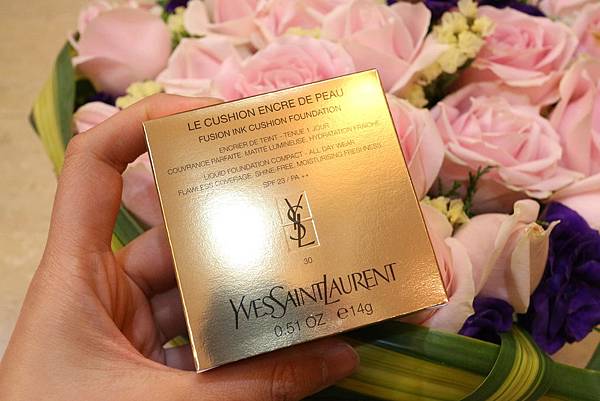 LE CUSHION ENCRE DE PEAU
FUSION INK CUSHION FOUNDATION
ENCRIER DE TEINT - TENUE 1 JOUR
COUVRANCE PARFAITE. MATITE LUMINEUSE. HYDRATATION FRAÎCHE
LIQUID FOUNDATION COMPACT - ALL DAY WEAR
FLAWLESS COVERAGE. SHINE-FREE. MOISTURISING FRESHNESS.
SPF 23 / PA ++
YSL
30
YVESSAINTLAURENT
0.51 OZ ℮14g